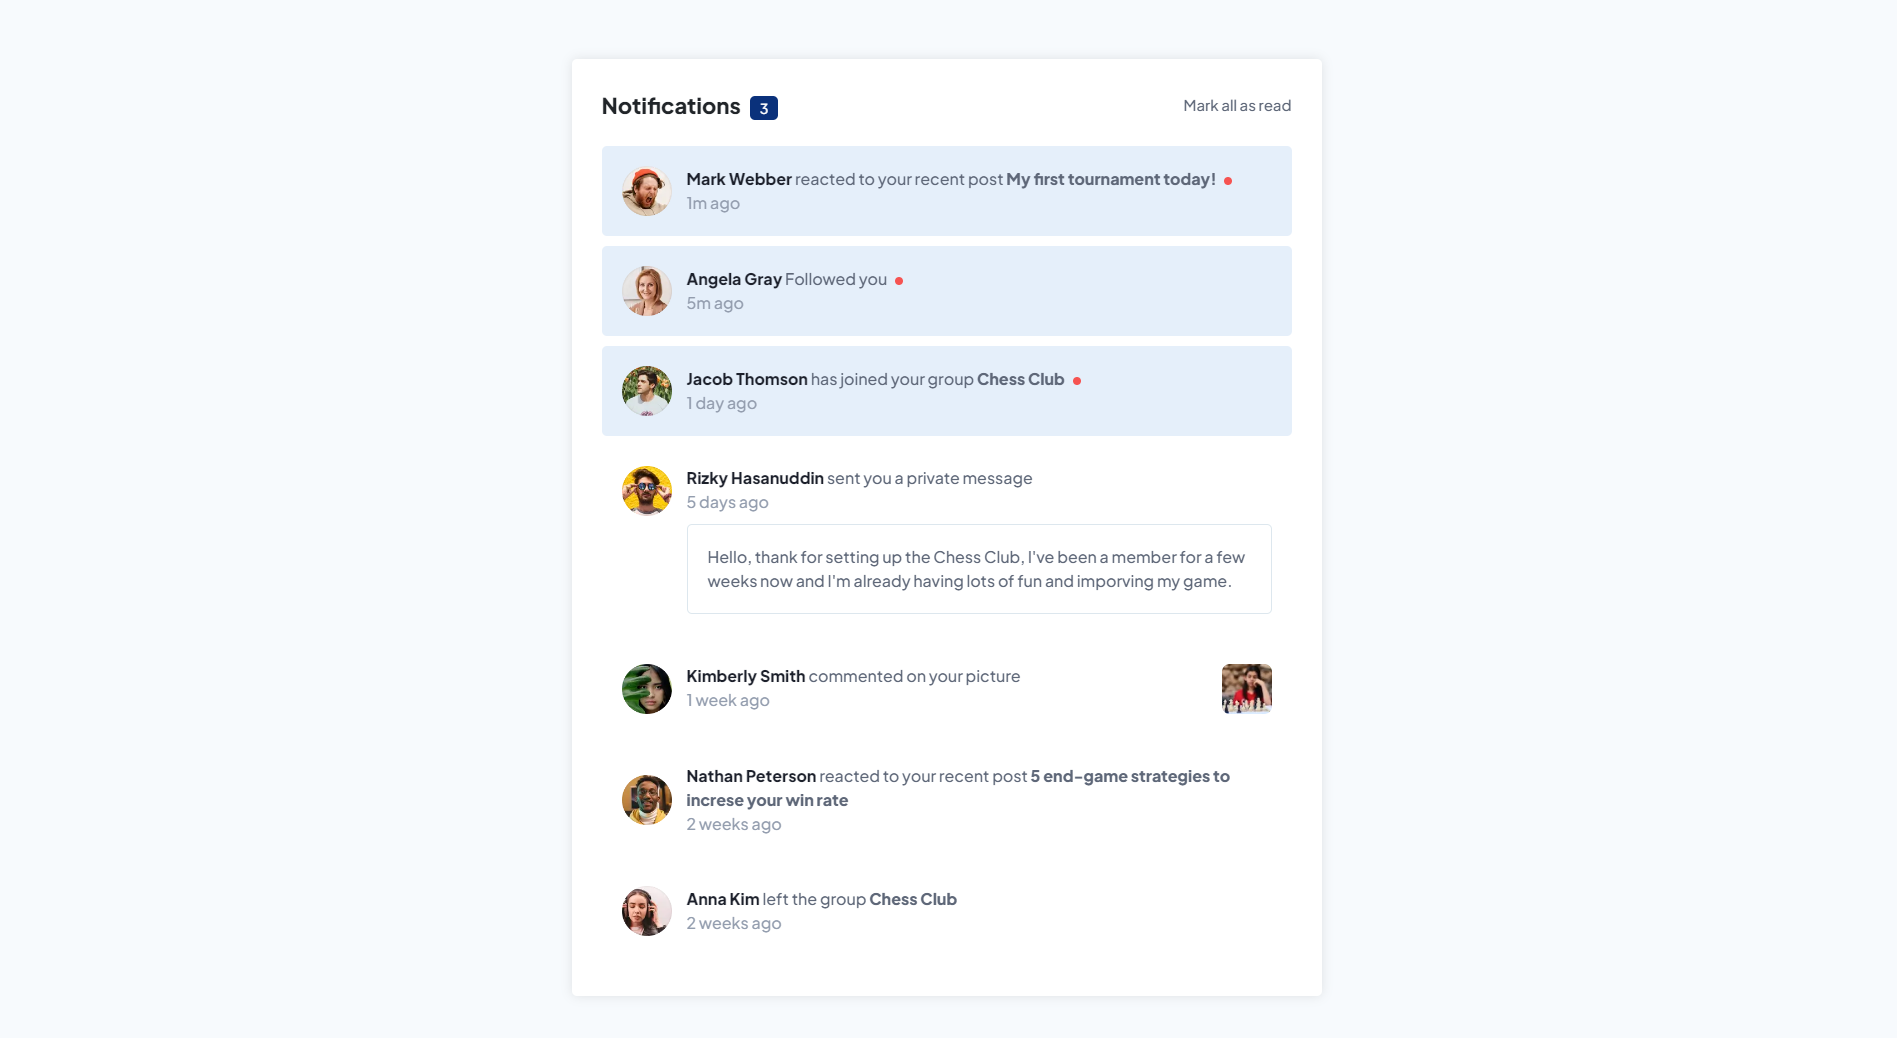 Notifications 3
Mark all as read
Mark Webber reacted to your recent post My first tournament today!
1m ago
Angela Gray Followed you
5m ago
Jacob Thomson has joined your group Chess Club
1 day ago
Rizky Hasanuddin sent you a private message
5 days ago
Hello, thank for setting up the Chess Club, I've been a member for a few
weeks now and I'm already having lots of fun and imporving my game.
Kimberly Smith commented on your picture
1 week ago
Nathan Peterson reacted to your recent post 5 end-game strategies to
increse your win rate
2 weeks ago
Anna Kim left the group Chess Club
2 weeks ago